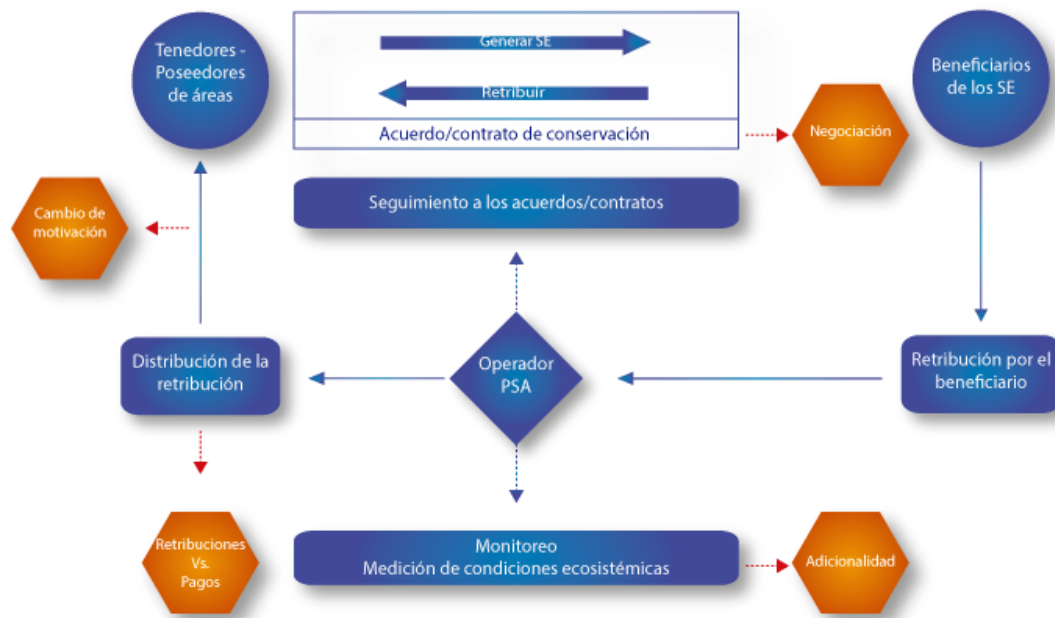 Tenedores -
Poseedores
de áreas
Generar SE
Retribuir
Acuerdo/contrato de conservación
Beneficiarios
de los SE
Negociación
Cambio de
motivación
Seguimiento a los acuerdos/contratos
Distribución de la
retribución
Operador
PSA
Retribución por el
beneficiario
Retribuciones
Vs.
Pagos
Monitoreo
Medición de condiciones ecosistémicas
Adicionalidad